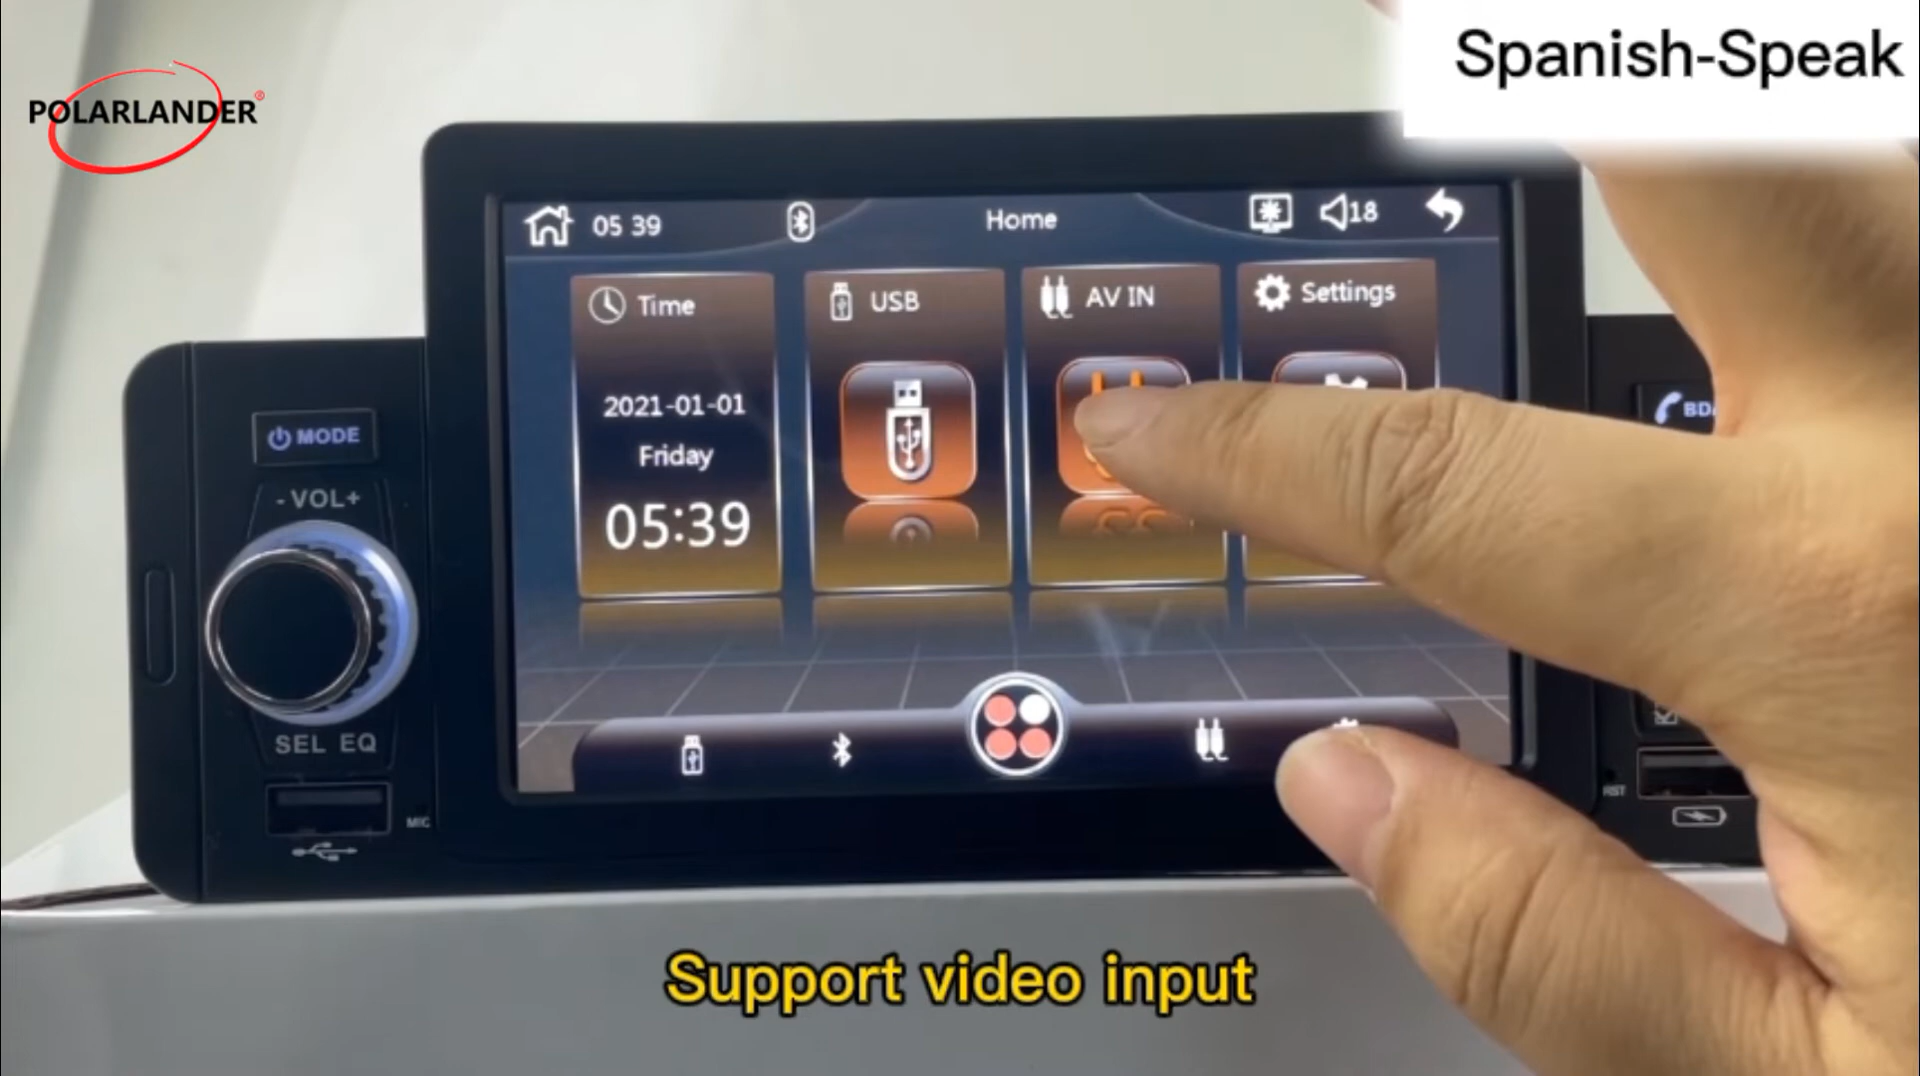 Spanish-Speak
POLARLANDER®
05 39
Home
18
Time
USB
AV IN
Settings
2021-01-01
Friday
05:39
MODE
- VOL+
SEL EQ
MIC
RST
Support video input